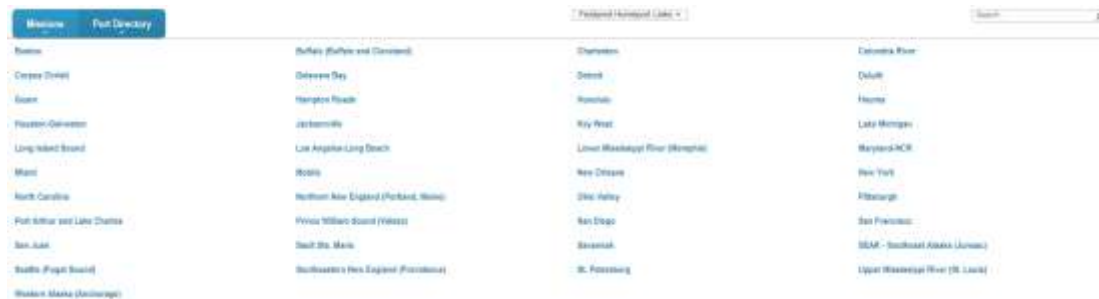 Missions Port Directory Featured Homeport Links Search
Boston Buffalo (Buffalo and Cleveland) Charleston Columbia River
Corpus Christi Delaware Bay Detroit Duluth
Guam Hampton Roads Honolulu Houma
Houston-Galveston Jacksonville Key West Lake Michigan
Long Island Sound Los Angeles-Long Beach Lower Mississippi River (Memphis) Maryland-NCR
Miami Mobile New Orleans New York
North Carolina Northern New England (Portland, Maine) Ohio Valley Pittsburgh
Port Arthur and Lake Charles Prince William Sound (Valdez) San Diego San Francisco
San Juan Sault Ste. Marie Savannah SEAK - Southeast Alaska (Juneau)
Seattle (Puget Sound) Southeastern New England (Providence) St. Petersburg Upper Mississippi River (St. Louis)
Western Alaska (Anchorage)